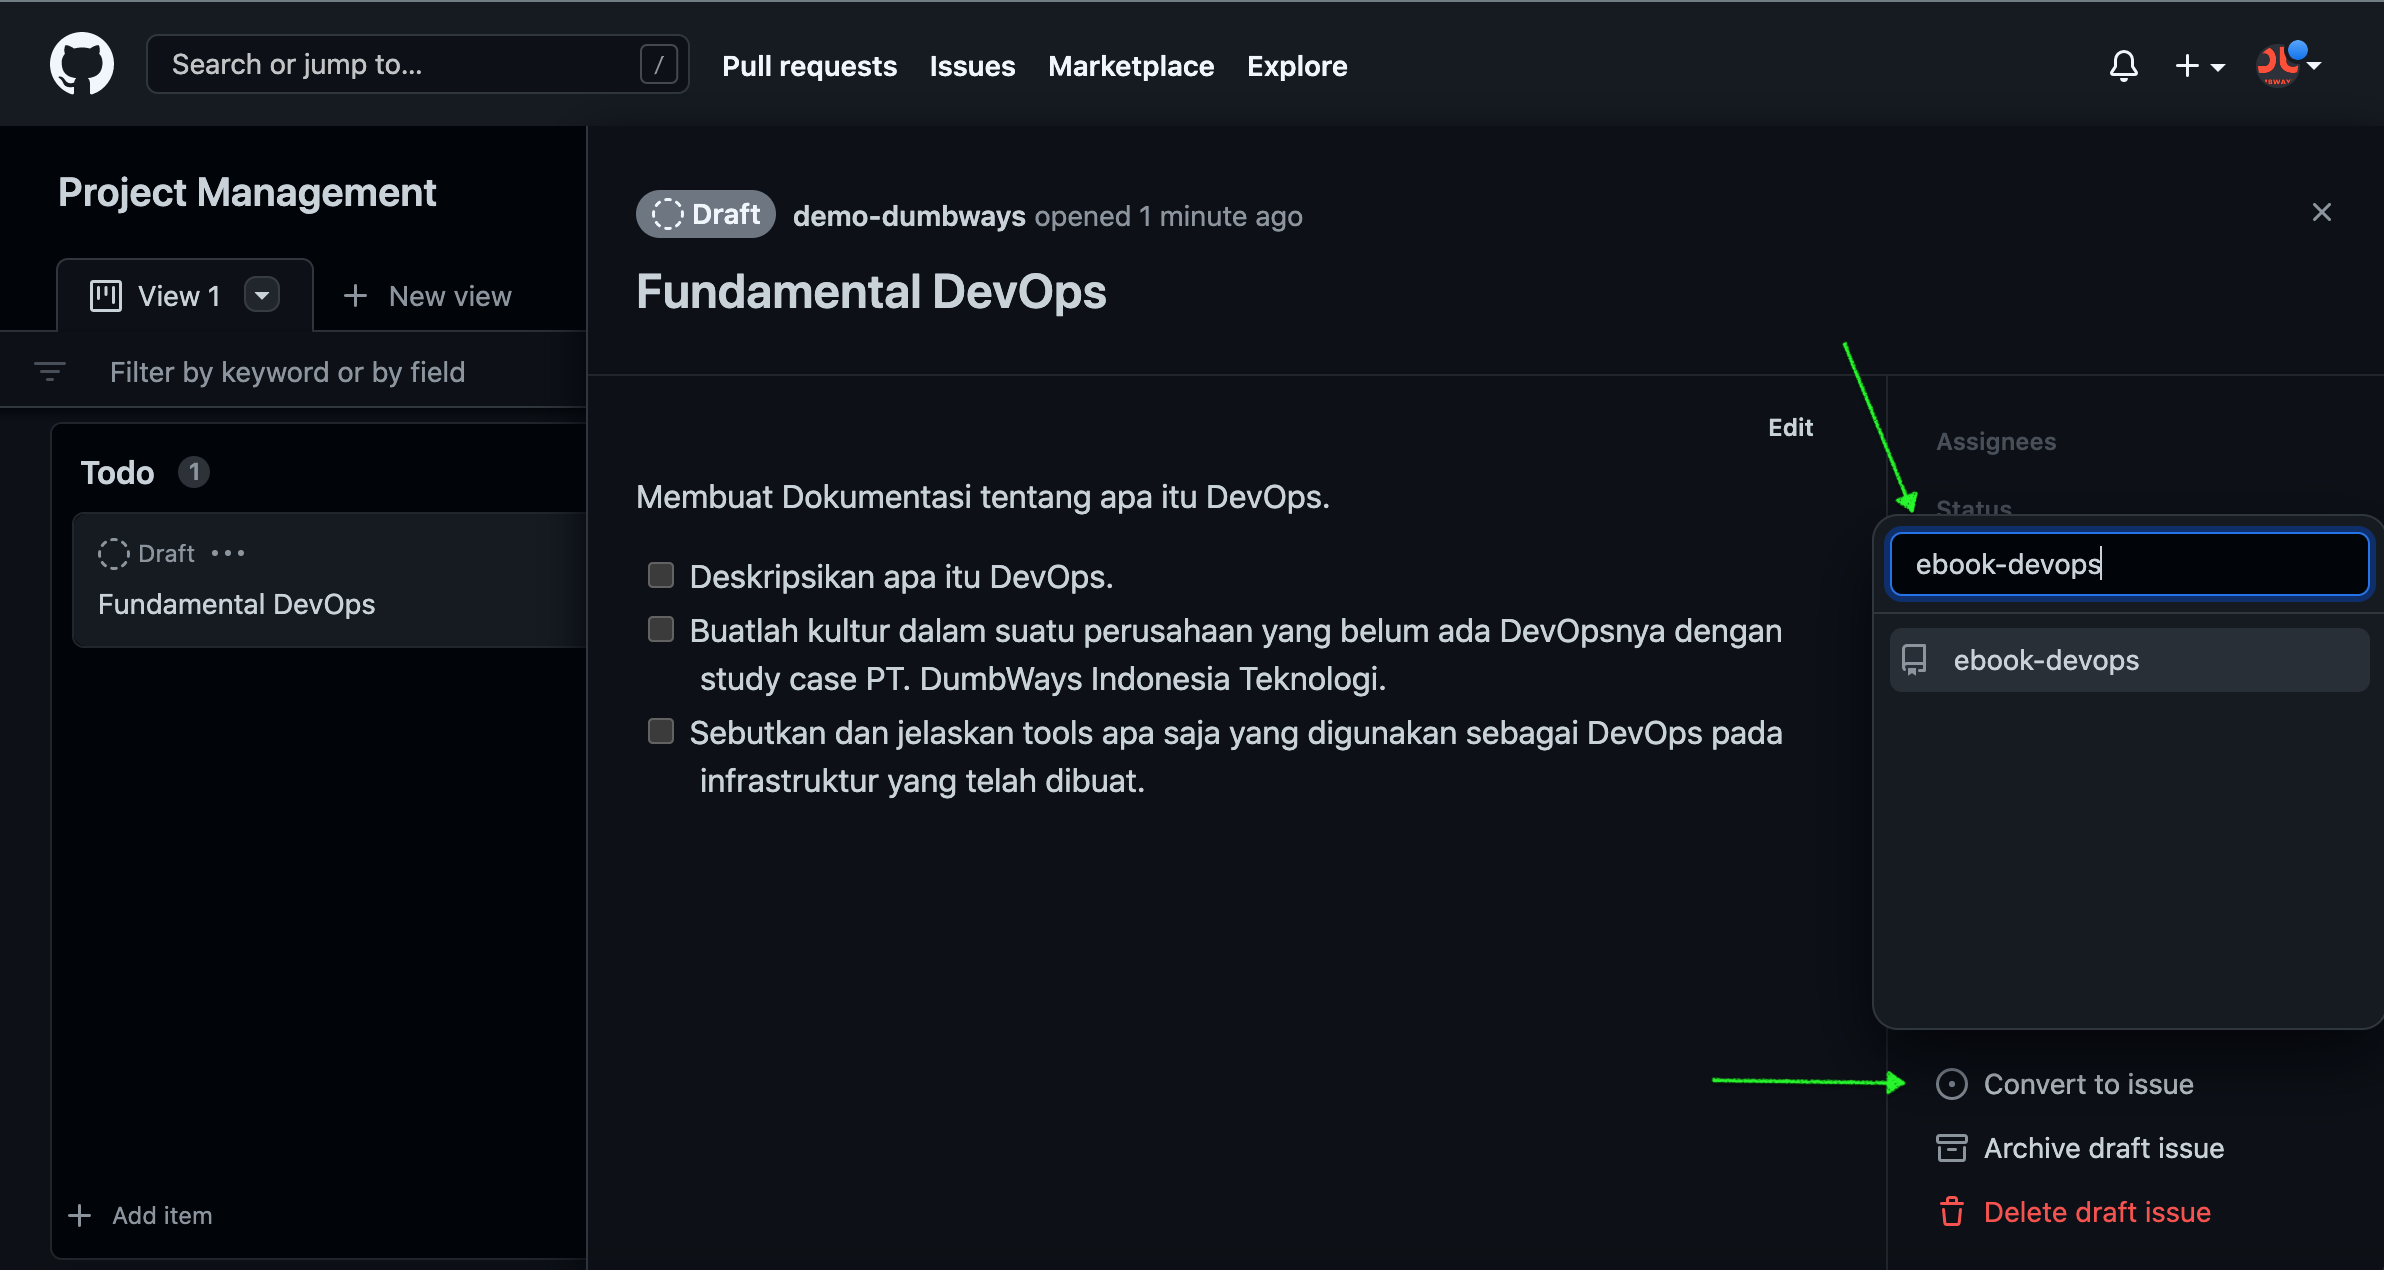 Search or jump to... /
Pull requests Issues Marketplace Explore
Project Management
View 1
New view
Filter by keyword or by field
Todo 1
Draft
Fundamental DevOps
Add item
Draft demo-dumbways opened 1 minute ago
Fundamental DevOps
Edit
Membuat Dokumentasi tentang apa itu DevOps.
Deskripsikan apa itu DevOps.
Buatlah kultur dalam suatu perusahaan yang belum ada DevOpsnya dengan
study case PT. DumbWays Indonesia Teknologi.
Sebutkan dan jelaskan tools apa saja yang digunakan sebagai DevOps pada
infrastruktur yang telah dibuat.
Assignees
Status
ebook-devops
ebook-devops
Convert to issue
Archive draft issue
Delete draft issue